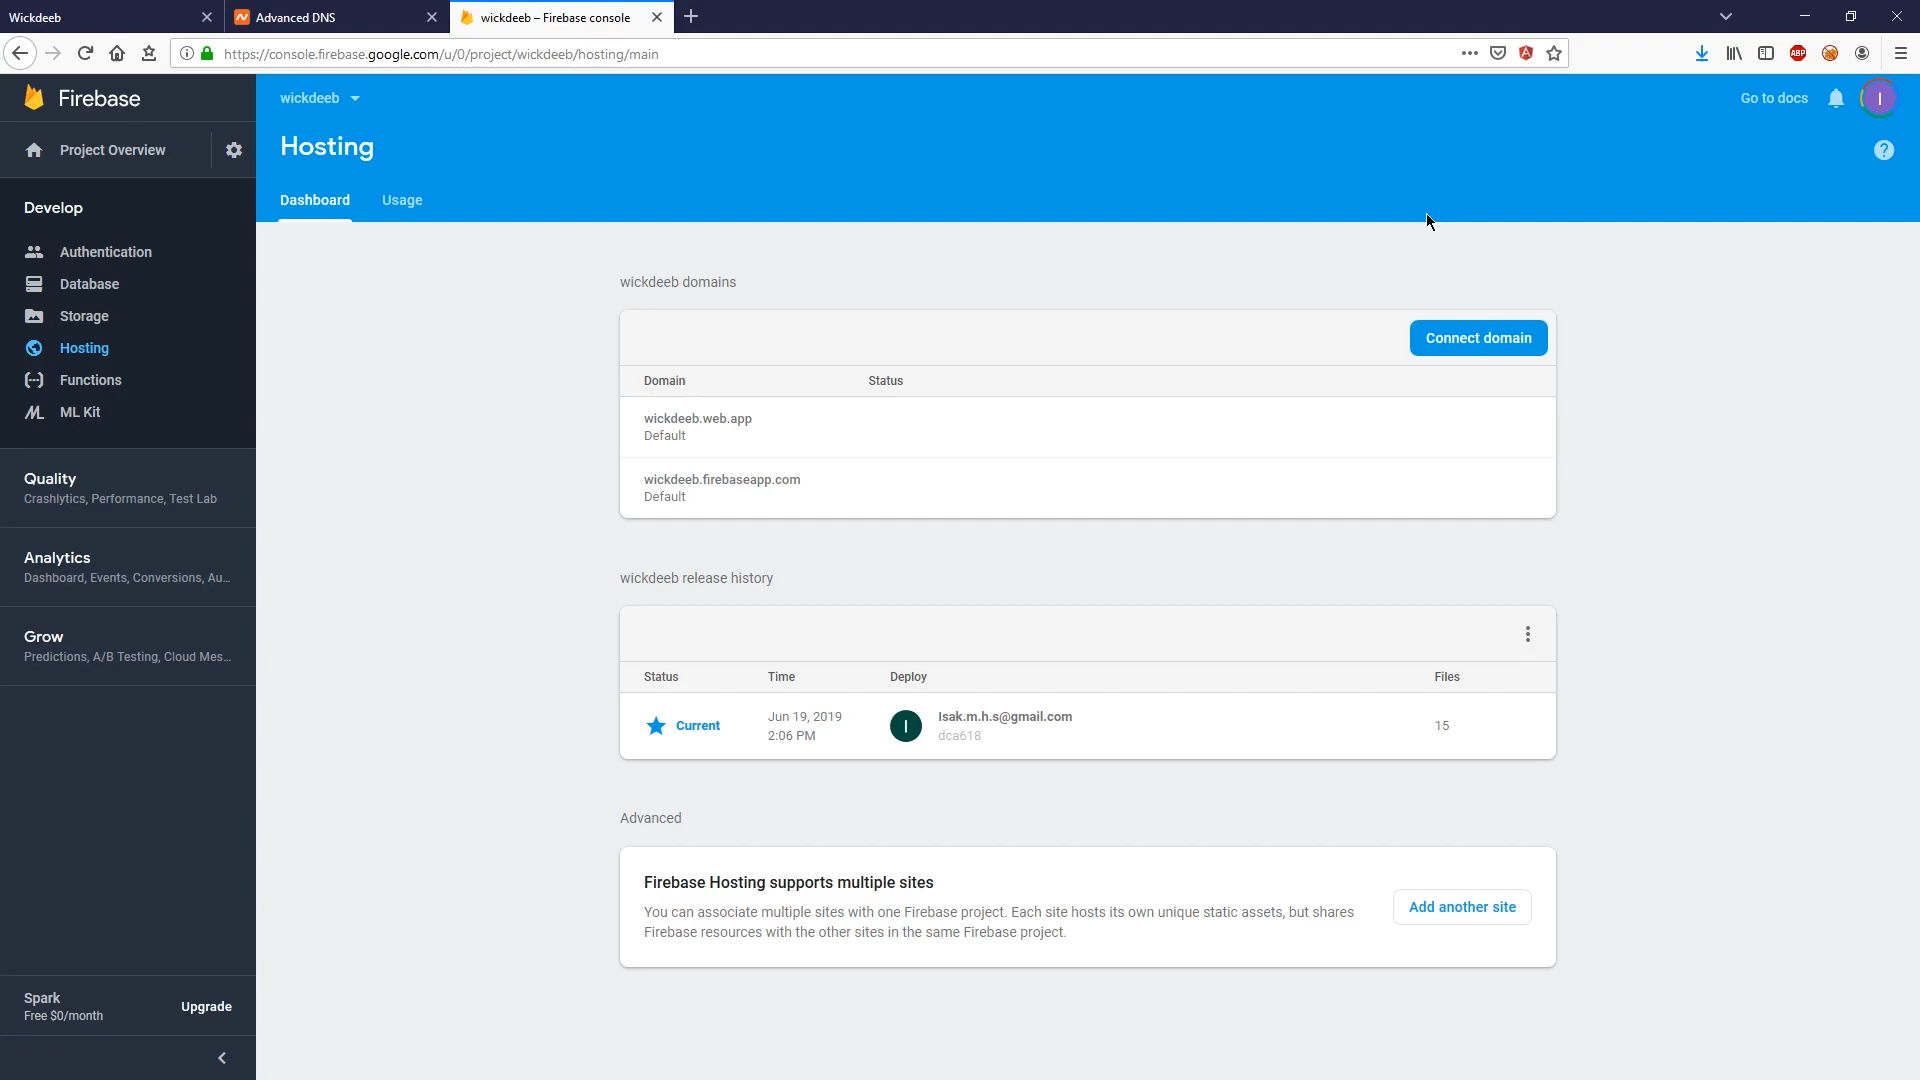 Wickdeeb
Advanced DNS
wickdeeb – Firebase console
https://console.firebase.google.com/u/0/project/wickdeeb/hosting/main
ABP
Firebase
wickdeeb
Go to docs
I
Project Overview
Hosting
?
Dashboard
Usage
Develop
Authentication
Database
Storage
Hosting
Functions
ML Kit
Quality
Crashlytics, Performance, Test Lab
Analytics
Dashboard, Events, Conversions, Au...
Grow
Predictions, A/B Testing, Cloud Mes...
Spark
Free $0/month
Upgrade
wickdeeb domains
Connect domain
Domain
Status
wickdeeb.web.app
Default
wickdeeb.firebaseapp.com
Default
wickdeeb release history
Status
Time
Deploy
Files
Current
Jun 19, 2019
2:06 PM
I
Isak.m.h.s@gmail.com
dca618
15
Advanced
Firebase Hosting supports multiple sites
You can associate multiple sites with one Firebase project. Each site hosts its own unique static assets, but shares
Firebase resources with the other sites in the same Firebase project.
Add another site